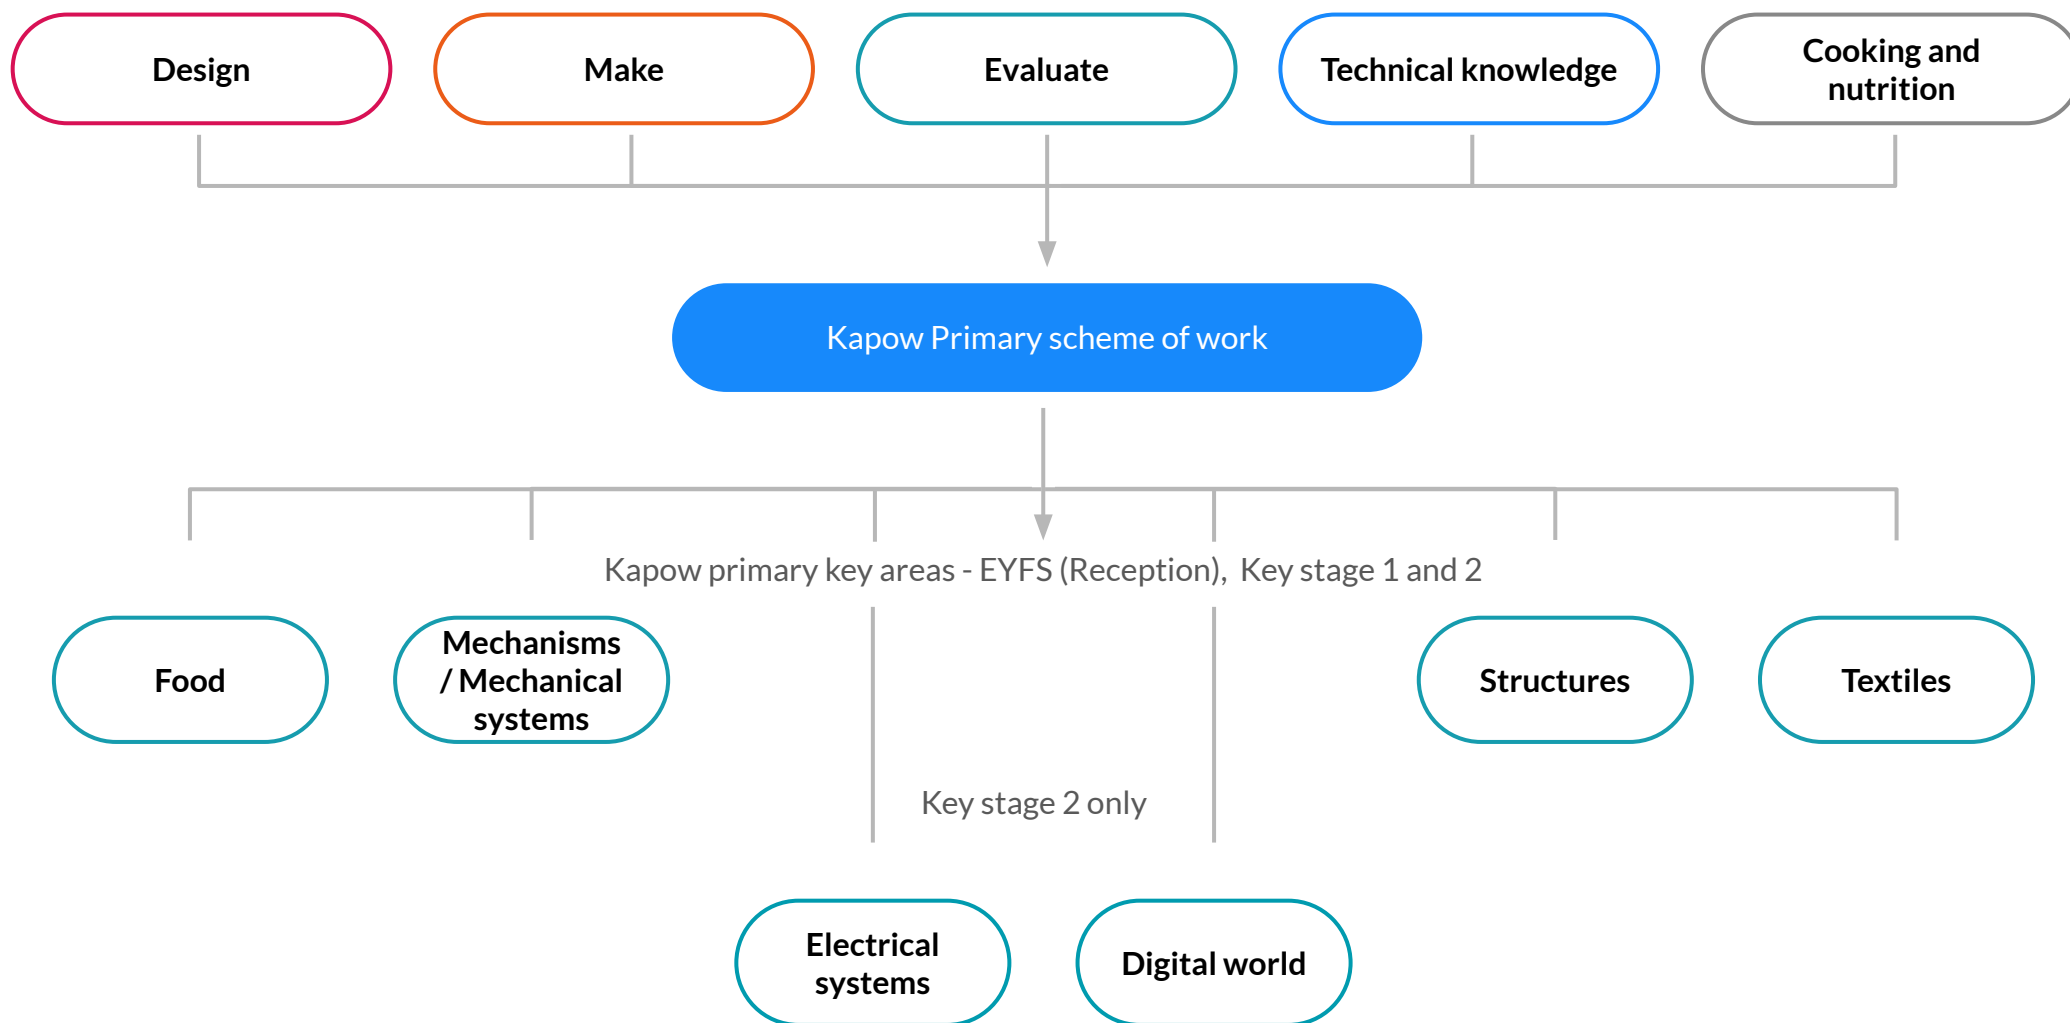 Design
Make
Evaluate
Technical knowledge
Cooking and
nutrition
Kapow Primary scheme of work
Kapow primary key areas - EYFS (Reception),  Key stage 1 and 2
Food
Mechanisms
/ Mechanical
systems
Structures
Textiles
Key stage 2 only
Electrical
systems
Digital world